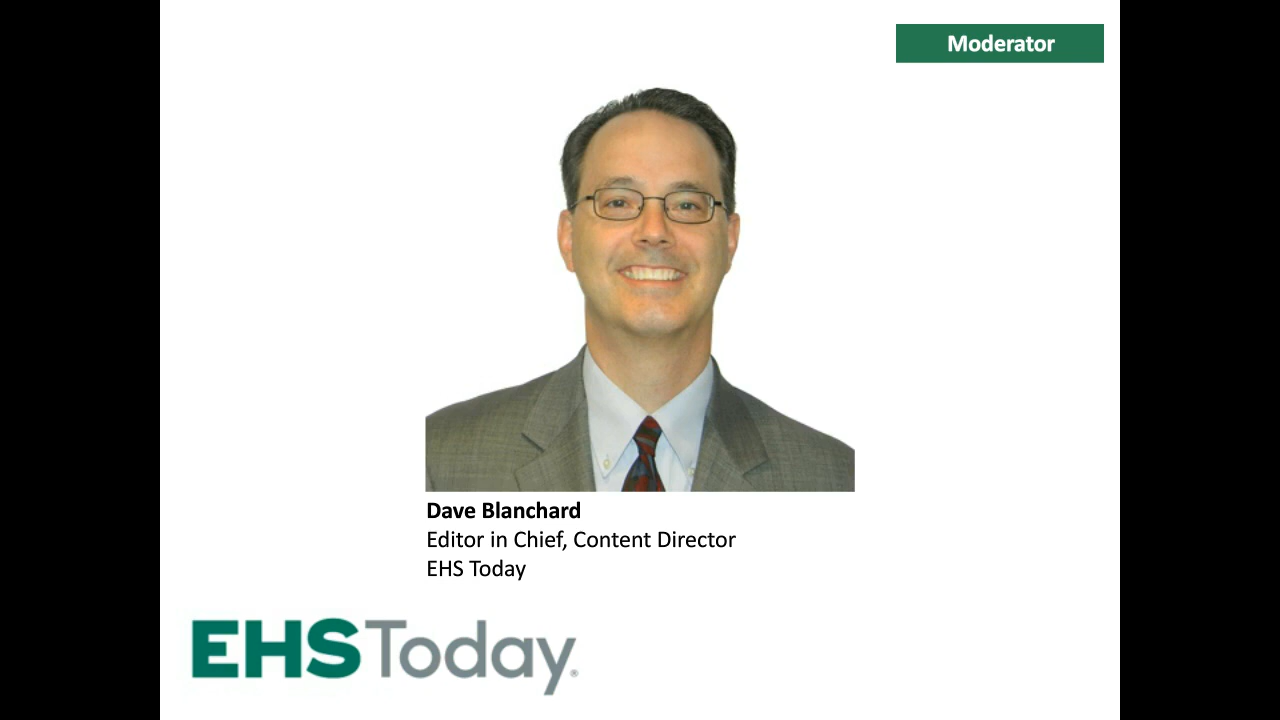 Moderator
Dave Blanchard
Editor in Chief, Content Director
EHS Today
EHSToday®